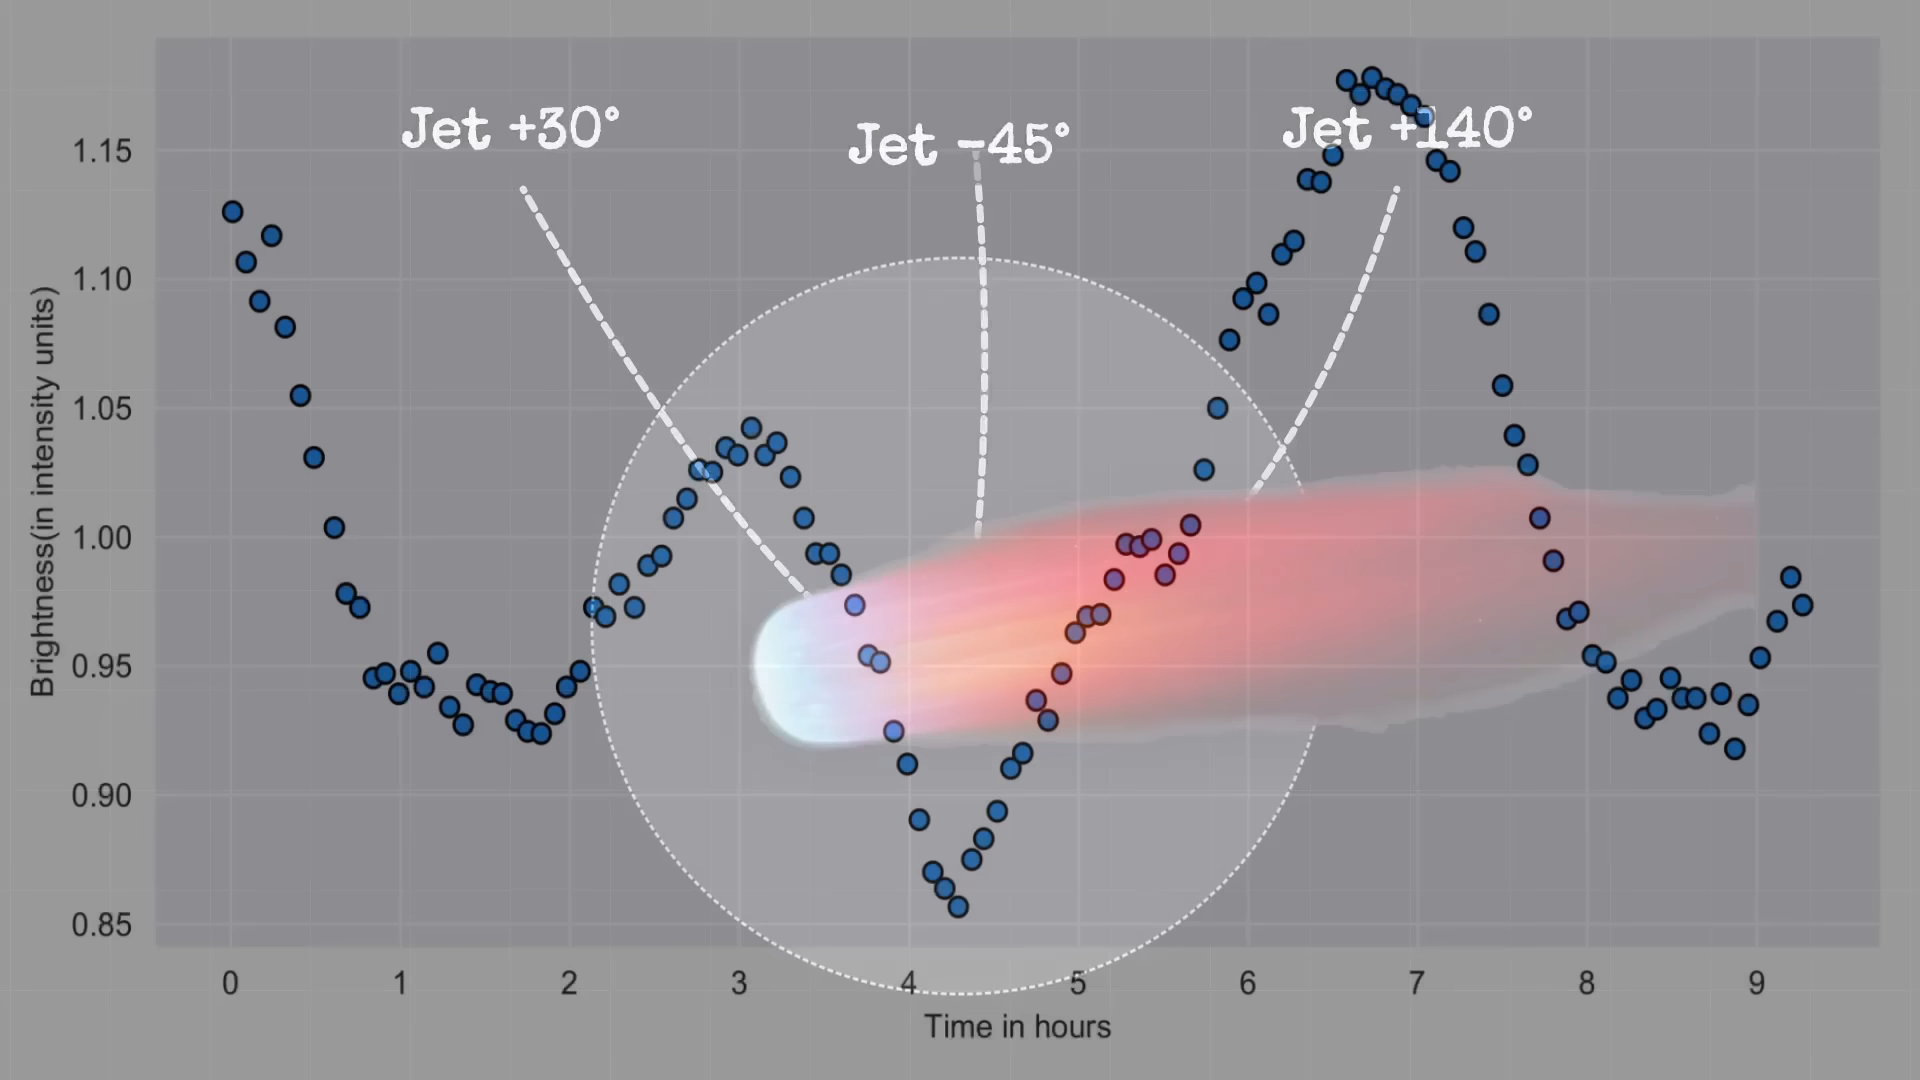 Jet +30°
Jet -45°
Jet +140°
1.15
1.10
1.05
1.00
0.95
0.90
0.85
Brightness(in intensity units)
0 1 2 3 4 5 6 7 8 9
Time in hours